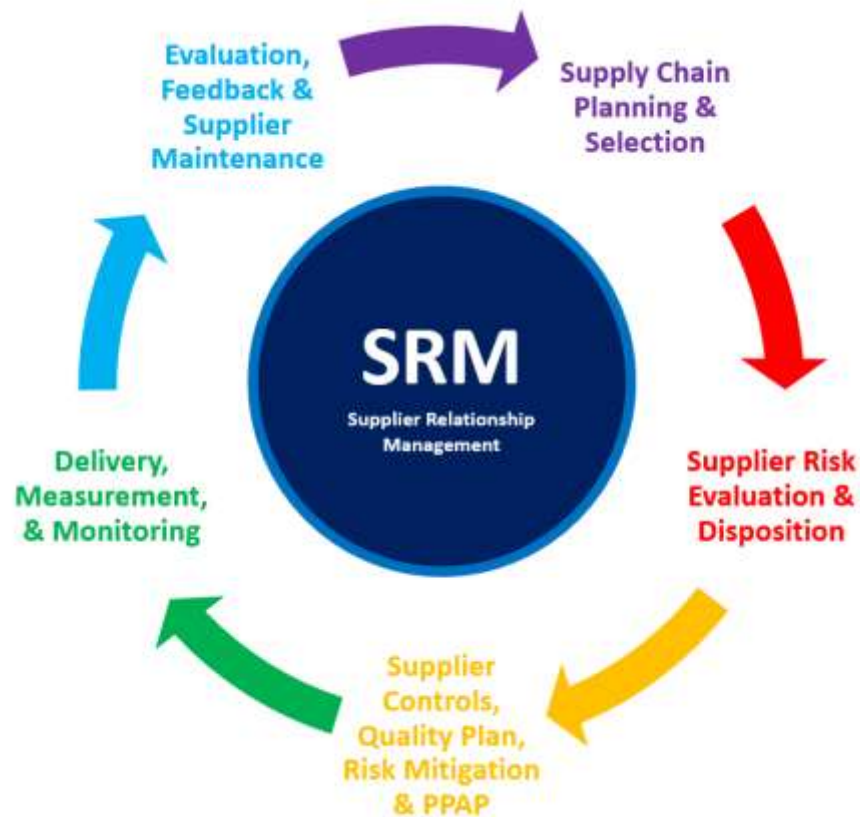 Evaluation,
Feedback &
Supplier
Maintenance
Supply Chain
Planning &
Selection
SRM
Supplier Relationship
Management
Delivery,
Measurement,
& Monitoring
Supplier Risk
Evaluation &
Disposition
Supplier
Controls,
Quality Plan,
Risk Mitigation
& PPAP